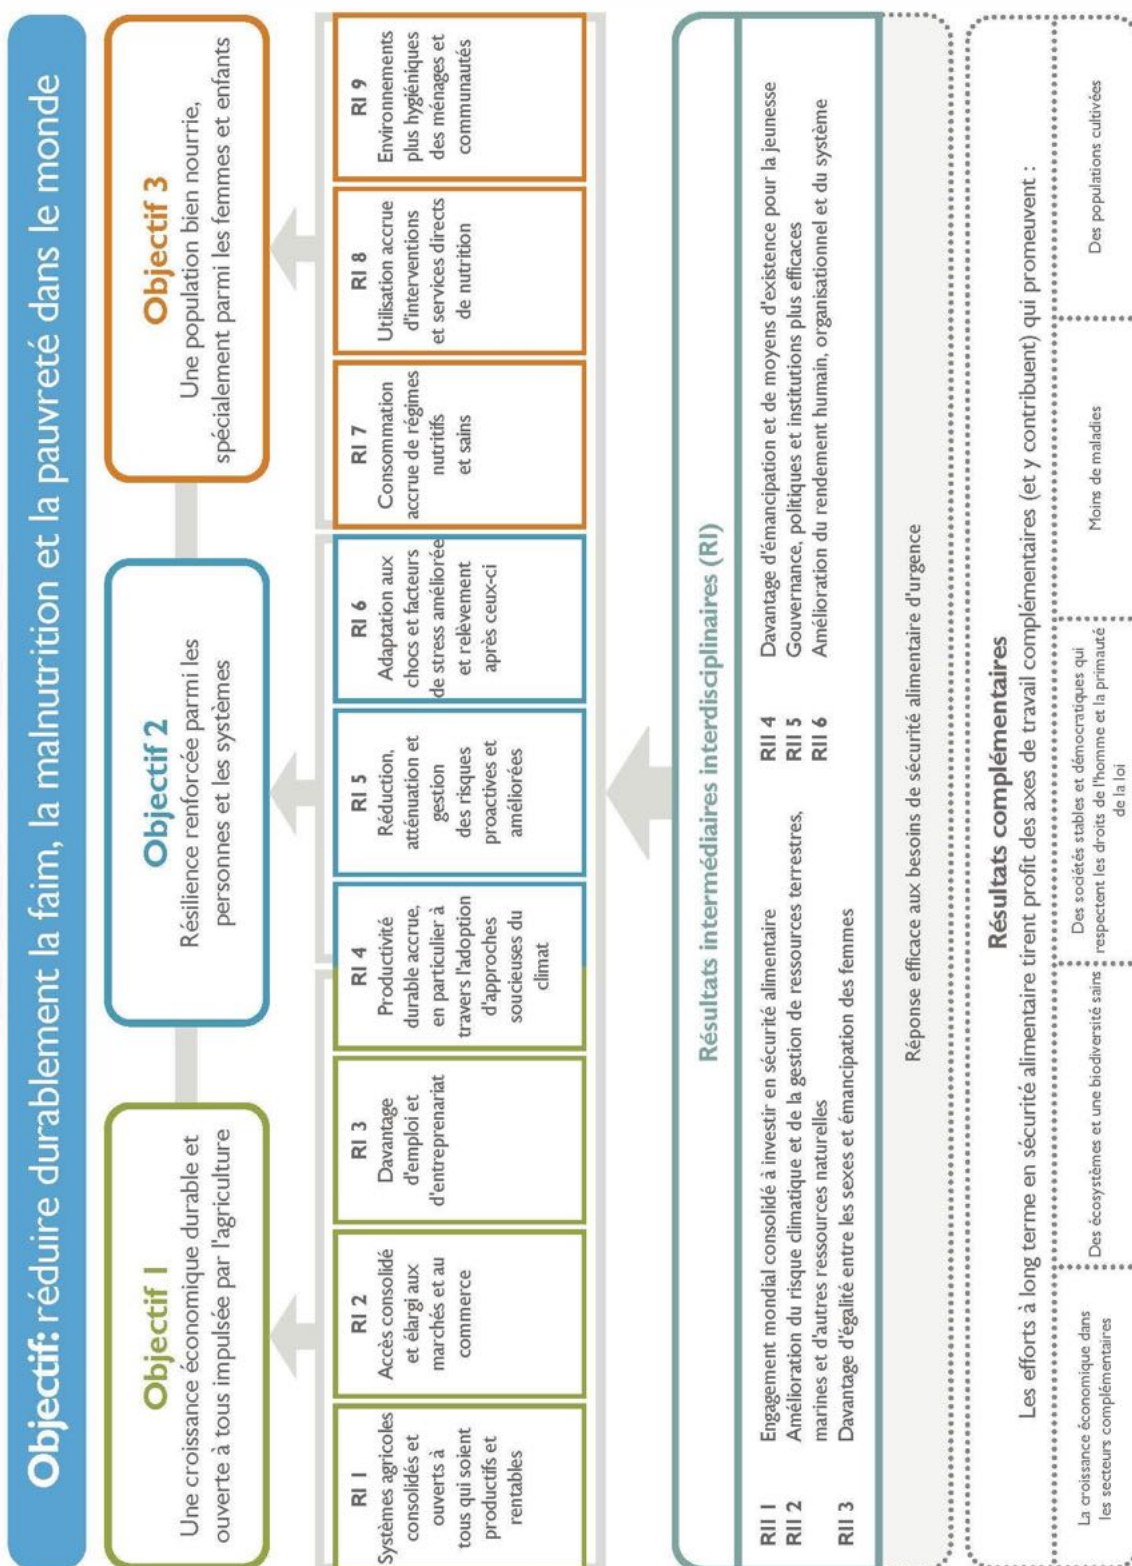 Objectif: réduire durablement la faim, la malnutrition et la pauvreté dans le monde
Objectif 1
Une croissance économique durable et
ouverte à tous impulsée par l'agriculture
Objectif 2
Résilience renforcée parmi les
personnes et les systèmes
Objectif 3
Une population bien nourrie,
spécialement parmi les femmes et enfants
RI 1
Systèmes agricoles
consolidés et
ouverts à
tous qui soient
productifs et
rentables
RI 2
Accès consolidé
et élargi aux
marchés et au
commerce
RI 3
Davantage
d'emploi et
d'entreprenariat
RI 4
Productivité
durable accrue,
en particulier à
travers l'adoption
d'approches
soucieuses du
climat
RI 5
Réduction,
atténuation et
gestion
des risques
proactives et
améliorées
RI 6
Adaptation aux
chocs et facteurs
de stress améliorée
et relèvement
après ceux-ci
RI 7
Consommation
accrue de régimes
nutritifs
et sains
RI 8
Utilisation accrue
d'interventions
et services directs
de nutrition
RI 9
Environnements
plus hygiéniques
des ménages et
communautés
Résultats intermédiaires interdisciplinaires (RI)
RII 1 Engagement mondial consolidé à investir en sécurité alimentaire
RII 2 Amélioration du risque climatique et de la gestion de ressources terrestres,
marines et d'autres ressources naturelles
RII 3 Davantage d'égalité entre les sexes et émancipation des femmes
RII 4 Davantage d'émancipation et de moyens d'existence pour la jeunesse
RII 5 Gouvernance, politiques et institutions plus efficaces
RII 6 Amélioration du rendement humain, organisationnel et du système
Réponse efficace aux besoins de sécurité alimentaire d'urgence
Résultats complémentaires
Les efforts à long terme en sécurité alimentaire tirent profit des axes de travail complémentaires (et y contribuent) qui promeuvent :
La croissance économique dans
les secteurs complémentaires
Des écosystèmes et une biodiversité sains
Des sociétés stables et démocratiques qui
respectent les droits de l'homme et la primauté
de la loi
Moins de maladies
Des populations cultivées